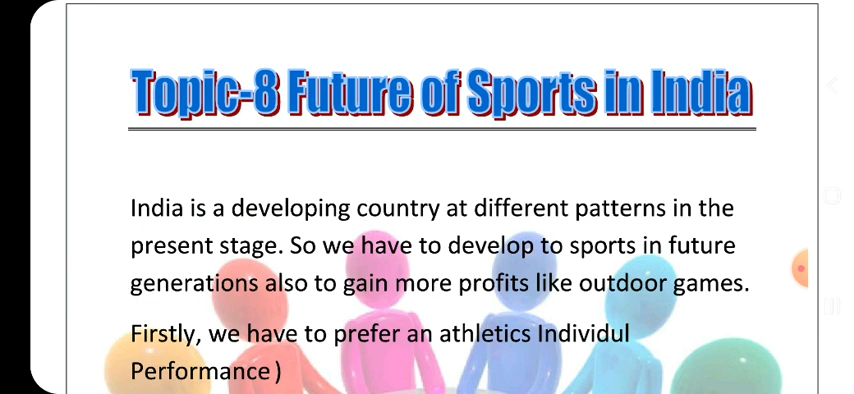 Topic-8 Future of Sports in India
India is a developing country at different patterns in the
present stage. So we have to develop to sports in future
generations also to gain more profits like outdoor games.
Firstly, we have to prefer an athletics Individul
Performance)